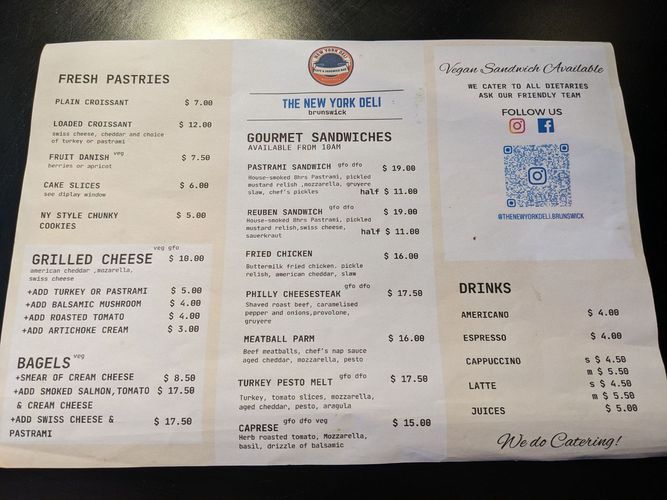 FRESH PASTRIES
PLAIN CROISSANT $ 7.00
LOADED CROISSANT $ 12.00
swiss cheese, cheddar and choice
of turkey or pastrami
FRUIT DANISH veg $ 7.50
berries or apricot
CAKE SLICES $ 6.00
see diplay window
NY STYLE CHUNKY $ 5.00
COOKIES
veg gfo
GRILLED CHEESE $ 10.00
american cheddar ,mozarella,
swiss cheese
+ADD TURKEY OR PASTRAMI $ 5.00
+ADD BALSAMIC MUSHROOM $ 4.00
+ADD ROASTED TOMATO $ 4.00
+ADD ARTICHOKE CREAM $ 3.00
BAGELS veg
+SMEAR OF CREAM CHEESE $ 8.50
+ADD SMOKED SALMON,TOMATO $ 17.50
& CREAM CHEESE
+ADD SWISS CHEESE & $ 17.50
PASTRAMI
NEW YORK DELI
CAFE & SANDWICH BAR
THE NEW YORK DELI
brunswick
GOURMET SANDWICHES
AVAILABLE FROM 10AM
PASTRAMI SANDWICH gfo dfo $ 19.00
House-smoked 8hrs Pastrami, pickled
mustard relish ,mozzarella, gruyere
slaw, chef's pickles half $ 11.00
REUBEN SANDWICH gfo dfo $ 19.00
House-smoked 8hrs Pastrami, pickled
mustard relish,swiss cheese,
sauerkraut half $ 11.00
FRIED CHICKEN $ 16.00
Buttermilk fried chicken. pickle
relish, american cheddar, slaw
gfo dfo
PHILLY CHEESESTEAK $ 17.50
Shaved roast beef, caramelised
pepper and onions,provolone,
gruyere
MEATBALL PARM $ 16.00
Beef meatballs, chef's nap sauce
aged cheddar, mozzarella, pesto
TURKEY PESTO MELT gfo dfo $ 17.50
Turkey, tomato slices, mozzarella,
aged cheddar, pesto, aragula
CAPRESE gfo dfo veg $ 15.00
Herb roasted tomato, Mozzarella,
basil, drizzle of balsamic
Vegan Sandwich Available
WE CATER TO ALL DIETARIES
ASK OUR FRIENDLY TEAM
FOLLOW US
@THENEWYORKDELI.BRUNSWICK
DRINKS
AMERICANO $ 4.00
ESPRESSO $ 4.00
CAPPUCCINO s $ 4.50
m $ 5.50
LATTE s $ 4.50
m $ 5.50
JUICES $ 5.00
We do Catering!